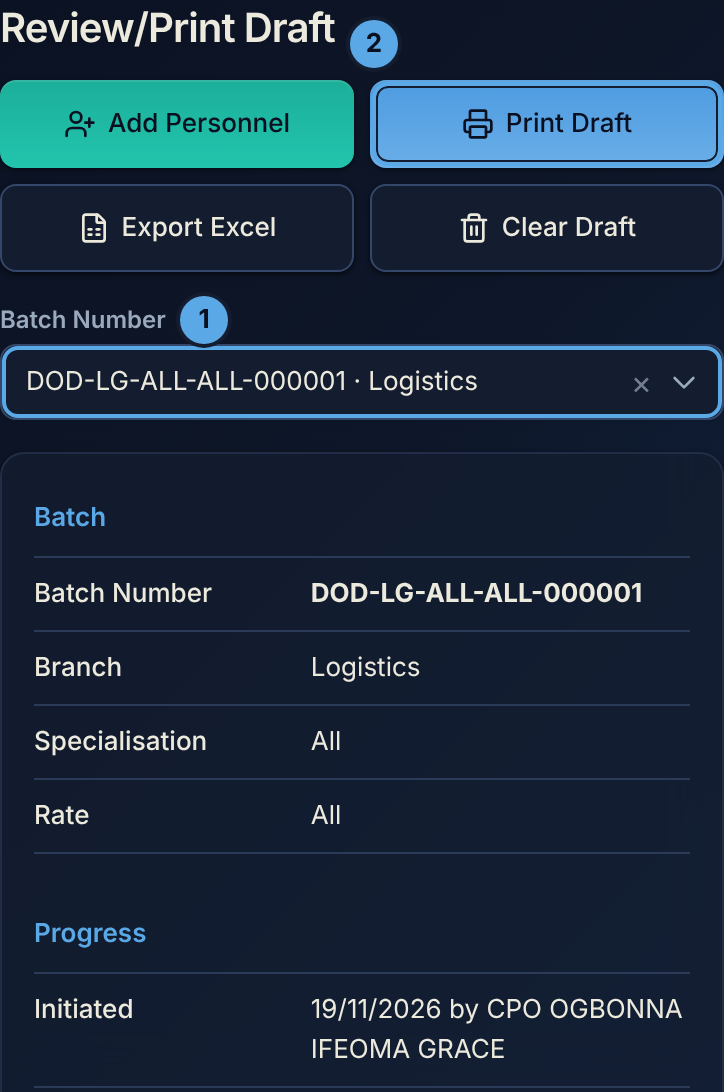 Review/Print Draft
2
Add Personnel
Print Draft
Export Excel
Clear Draft
Batch Number
1
DOD-LG-ALL-ALL-000001 · Logistics
Batch
Batch Number DOD-LG-ALL-ALL-000001
Branch Logistics
Specialisation All
Rate All
Progress
Initiated 19/11/2026 by CPO OGBONNA
IFEOMA GRACE